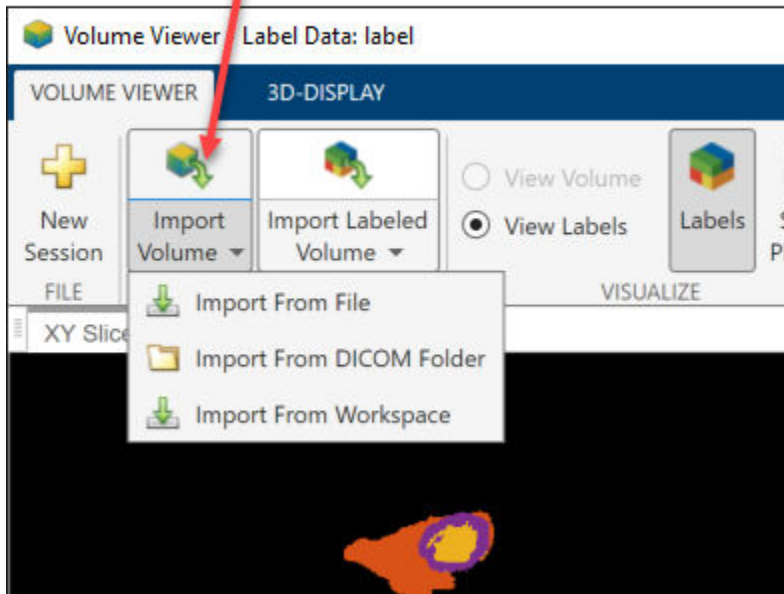 Volume Viewer - Label Data: label
VOLUME VIEWER
3D-DISPLAY
New
Session
Import
Volume
Import Labeled
Volume
View Volume
View Labels
Labels
FILE
VISUALIZE
XY Slice
Import From File
Import From DICOM Folder
Import From Workspace